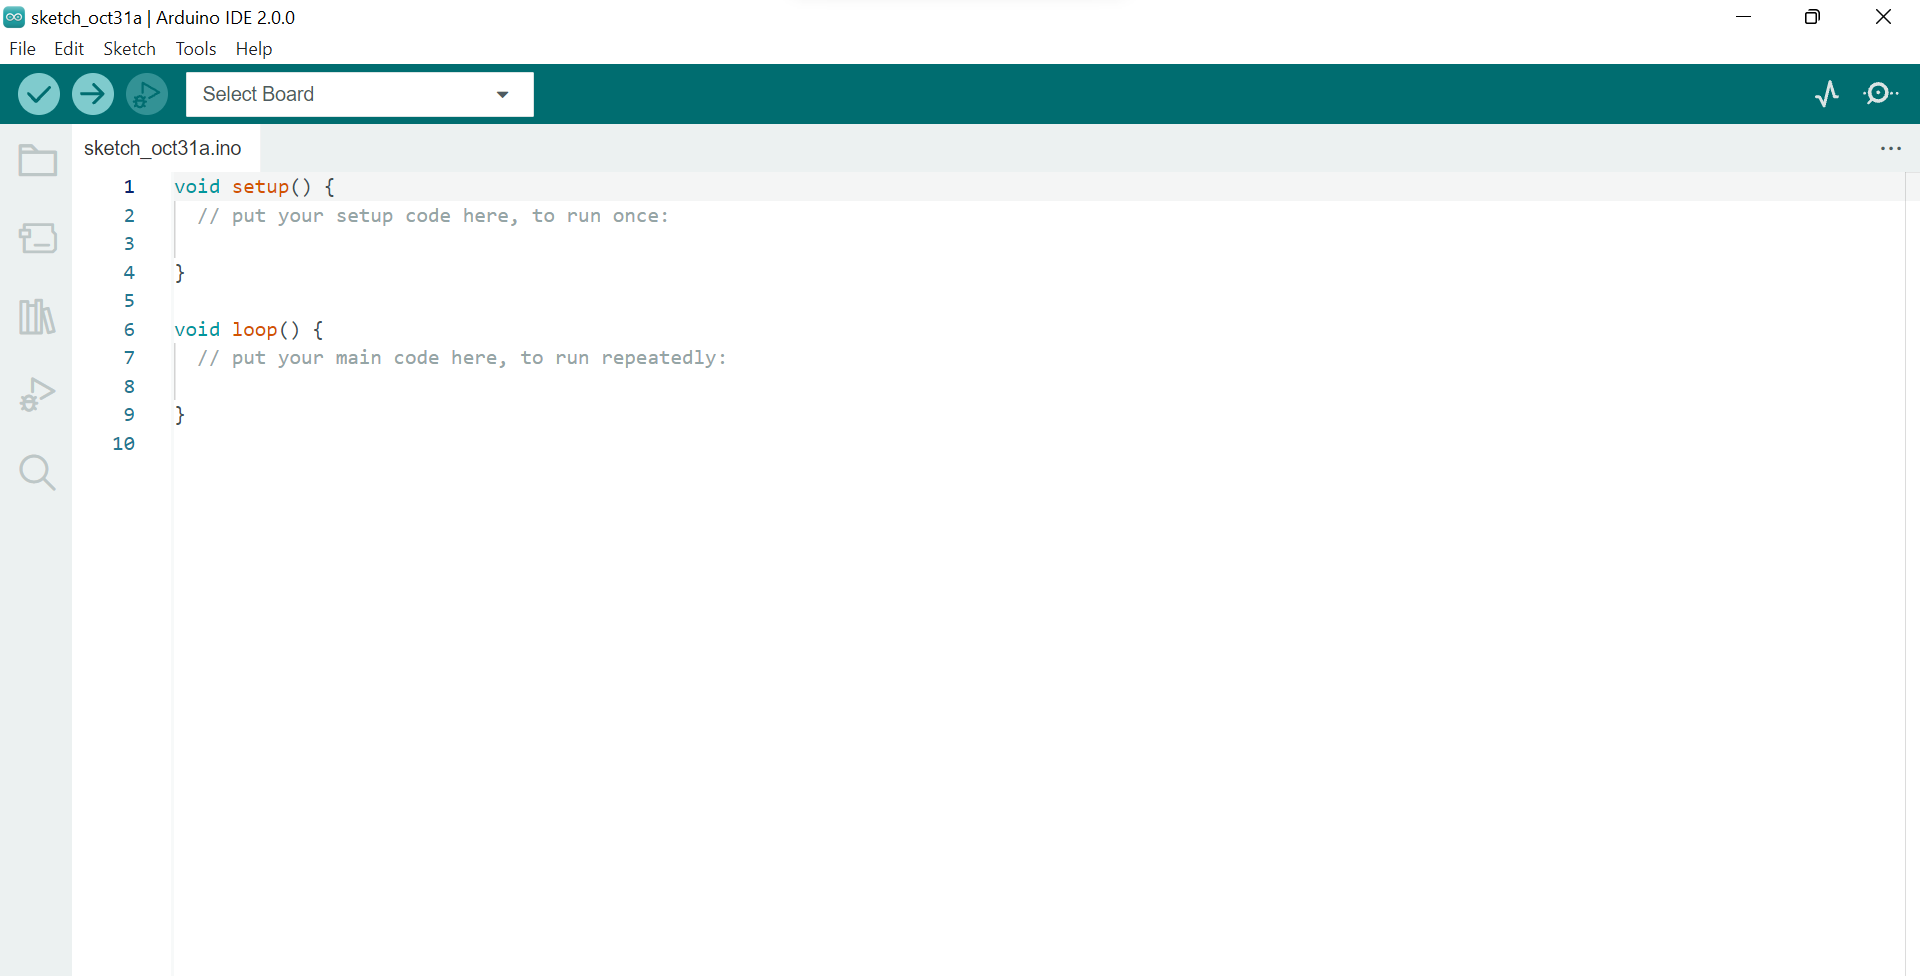 sketch_oct31a | Arduino IDE 2.0.0
File Edit Sketch Tools Help
Select Board
sketch_oct31a.ino
1 void setup() {
2 // put your setup code here, to run once:
3
4 }
5
6 void loop() {
7 // put your main code here, to run repeatedly:
8
9 }
10